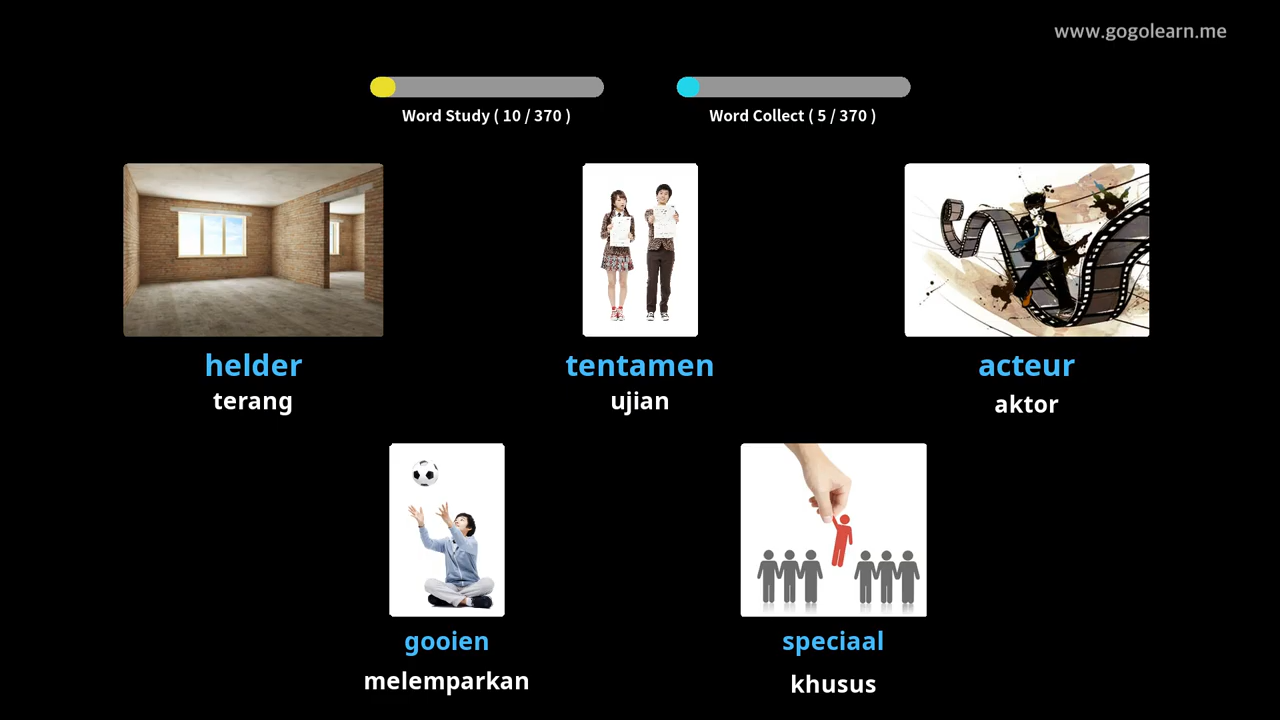 www.gogolearn.me
Word Study ( 10 / 370 )
Word Collect ( 5 / 370 )
helder
terang
tentamen
ujian
acteur
aktor
gooien
melemparkan
speciaal
khusus